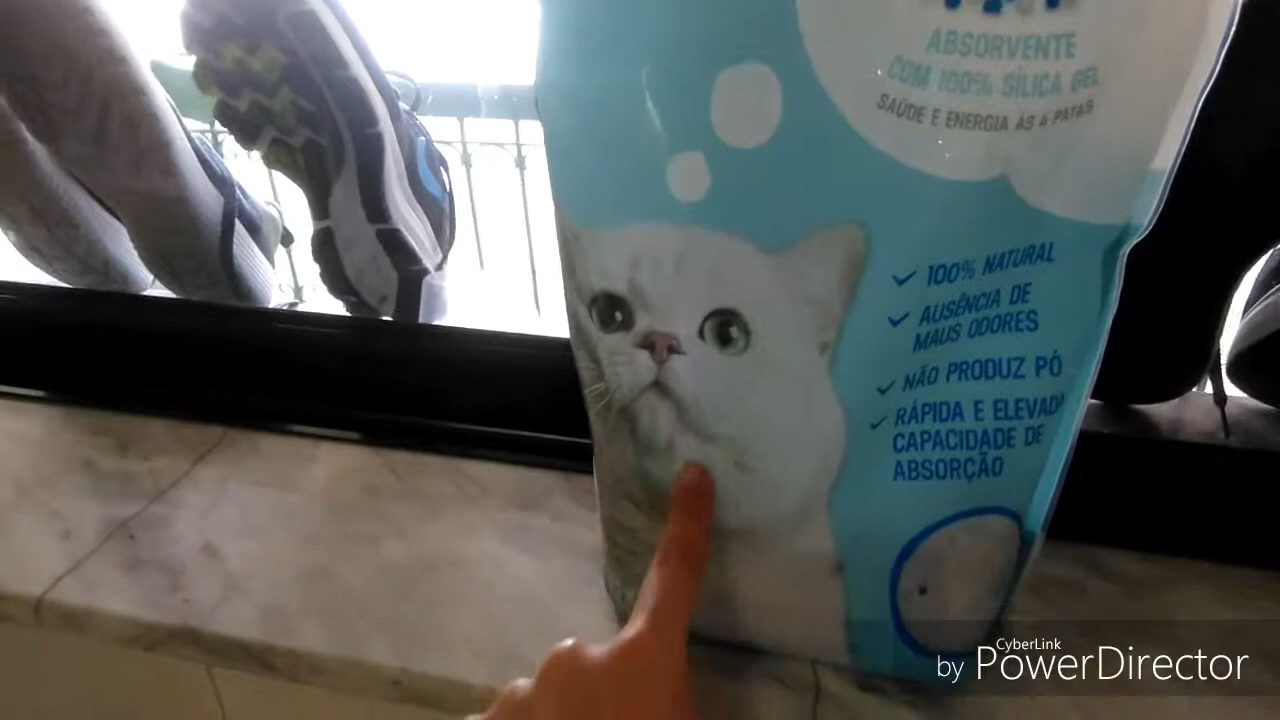 ABSORVENTE
COM 100% SÍLICA GEL
SAÚDE E ENERGIA ÀS 4 PATAS
100% NATURAL
AUSÊNCIA DE
MAUS ODORES
NÃO PRODUZ PÓ
RÁPIDA E ELEVADA
CAPACIDADE DE
ABSORÇÃO
by CyberLink
PowerDirector